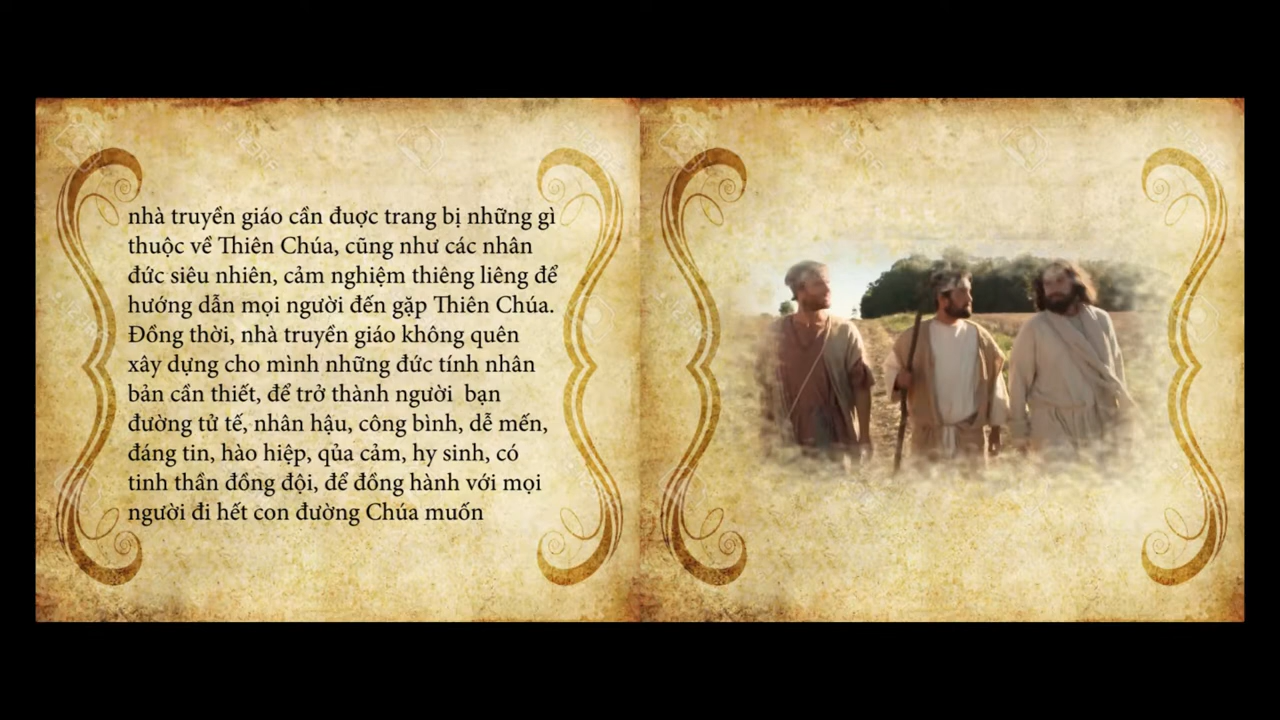 nhà truyền giáo cần đuợc trang bị những gì
thuộc về Thiên Chúa, cũng như các nhân
đức siêu nhiên, cảm nghiệm thiêng liêng để
hướng dẫn mọi người đến gặp Thiên Chúa.
Đồng thời, nhà truyền giáo không quên
xây dựng cho mình những đức tính nhân
bản cần thiết, để trở thành người  bạn
đường tử tế, nhân hậu, công bình, dễ mến,
đáng tin, hào hiệp, qủa cảm, hy sinh, có
tinh thần đồng đội, để đồng hành với mọi
người đi hết con đường Chúa muốn